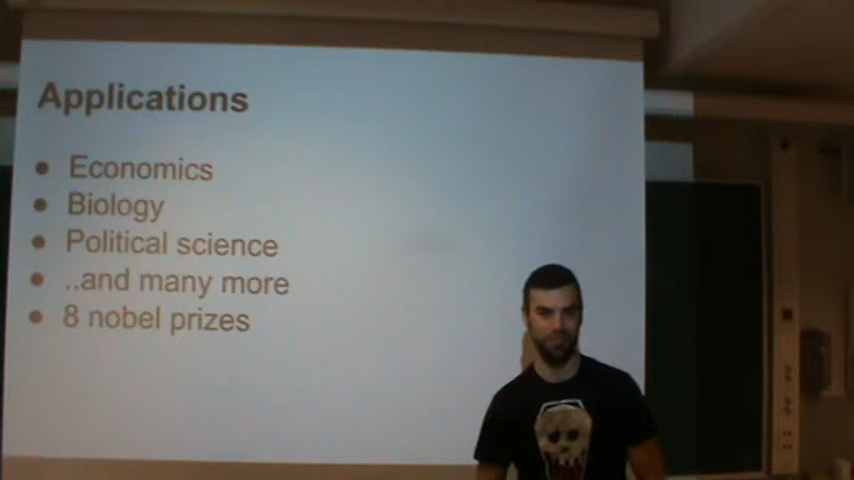 Applications
● Economics
● Biology
● Political science
● ..and many more
● 8 nobel prizes